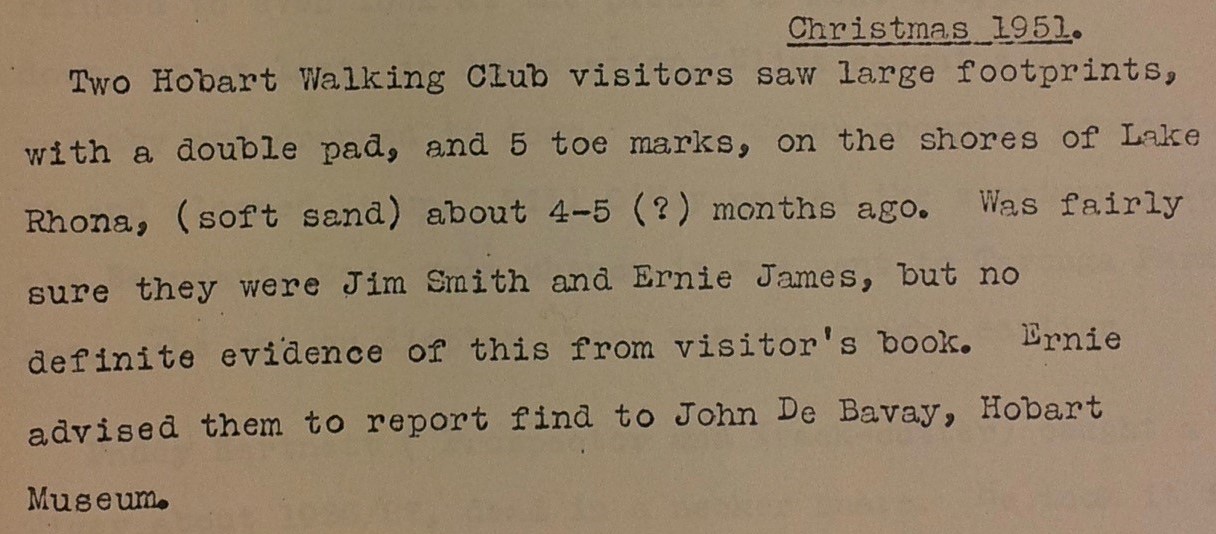 Christmas 1951.
Two Hobart Walking Club visitors saw large footprints,
with a double pad, and 5 toe marks, on the shores of Lake
Rhona, (soft sand) about 4-5 (?) months ago. Was fairly
sure they were Jim Smith and Ernie James, but no
definite evidence of this from visitor's book. Ernie
advised them to report find to John De Bavay, Hobart
Museum.